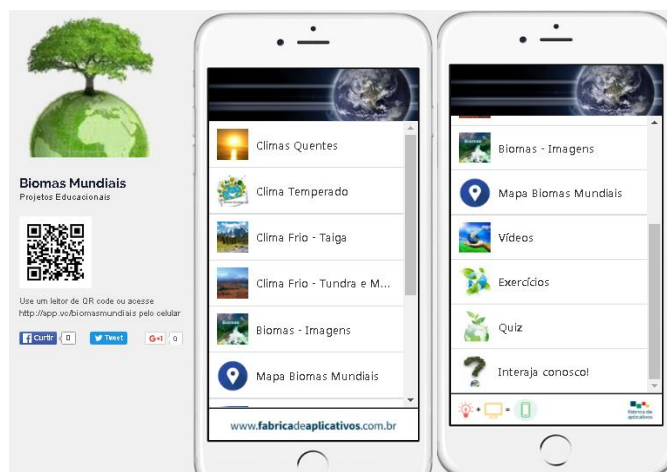 Biomas Mundiais
Projetos Educacionais
Use um leitor de QR code ou acesse
http://app.vc/biomasmundiais pelo celular
Curtir 0
Tweet
G+1 0
Climas Quentes
Clima Temperado
Clima Frio - Taiga
Clima Frio - Tundra e M...
Biomas - Imagens
Mapa Biomas Mundiais
www.fabricadeaplicativos.com.br
Biomas - Imagens
Mapa Biomas Mundiais
Vídeos
Exercícios
Quiz
Interaja conosco!
fábrica de
aplicativos